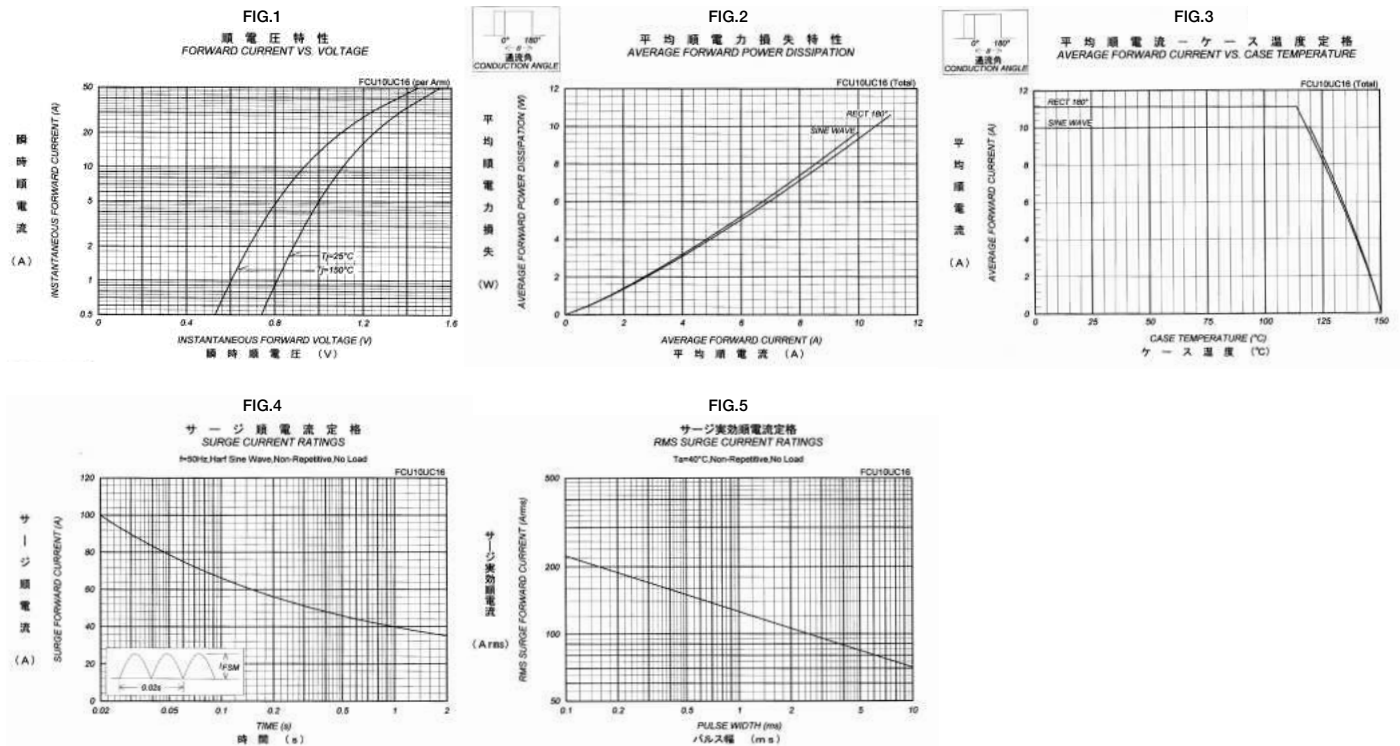 FIG.1
順電圧特性
FORWARD CURRENT VS. VOLTAGE
FCU10UC16 (per Arm)
瞬時順電流
(A)
INSTANTANEOUS FORWARD CURRENT (A)
50
20
10
5
2
1
0.5
Tj=25°C
Tj=150°C
0
0.4
0.6
0.8
1.0
1.2
1.6
INSTANTANEOUS FORWARD VOLTAGE (V)
瞬時順電圧 (V)
FIG.2
0° 180°
θ
通流角
CONDUCTION ANGLE
平均順電力損失特性
AVERAGE FORWARD POWER DISSIPATION
FCU10UC16 (Total)
平均順電力損失
(W)
AVERAGE FORWARD POWER DISSIPATION (W)
12
10
8
6
4
2
0
RECT 180°
SINE WAVE
0
2
4
6
8
10
12
AVERAGE FORWARD CURRENT (A)
平均順電流 (A)
FIG.3
0° 180°
θ
通流角
CONDUCTION ANGLE
平均順電流－ケース温度定格
AVERAGE FORWARD CURRENT VS. CASE TEMPERATURE
FCU10UC16 (Total)
平均順電流
(A)
AVERAGE FORWARD CURRENT (A)
12
10
8
6
4
2
0
RECT 180°
SINE WAVE
0
25
50
75
100
125
150
CASE TEMPERATURE (°C)
ケース温度 (℃)
FIG.4
サージ順電流定格
SURGE CURRENT RATINGS
f=50Hz,Harf Sine Wave,Non-Repetitive,No Load
FCU10UC16
サージ順電流
(A)
SURGE FORWARD CURRENT (A)
120
100
80
60
40
20
0
IFSM
0.02s
0.02
0.05
0.1
0.2
0.5
1
2
TIME (s)
時間 (s)
FIG.5
サージ実効順電流定格
RMS SURGE CURRENT RATINGS
Ta=40°C,Non-Repetitive,No Load
FCU10UC16
サージ実効順電流
(Arms)
RMS SURGE FORWARD CURRENT (Arms)
500
200
100
50
0.1
0.2
0.5
1
2
5
10
PULSE WIDTH (ms)
パルス幅 (ms)